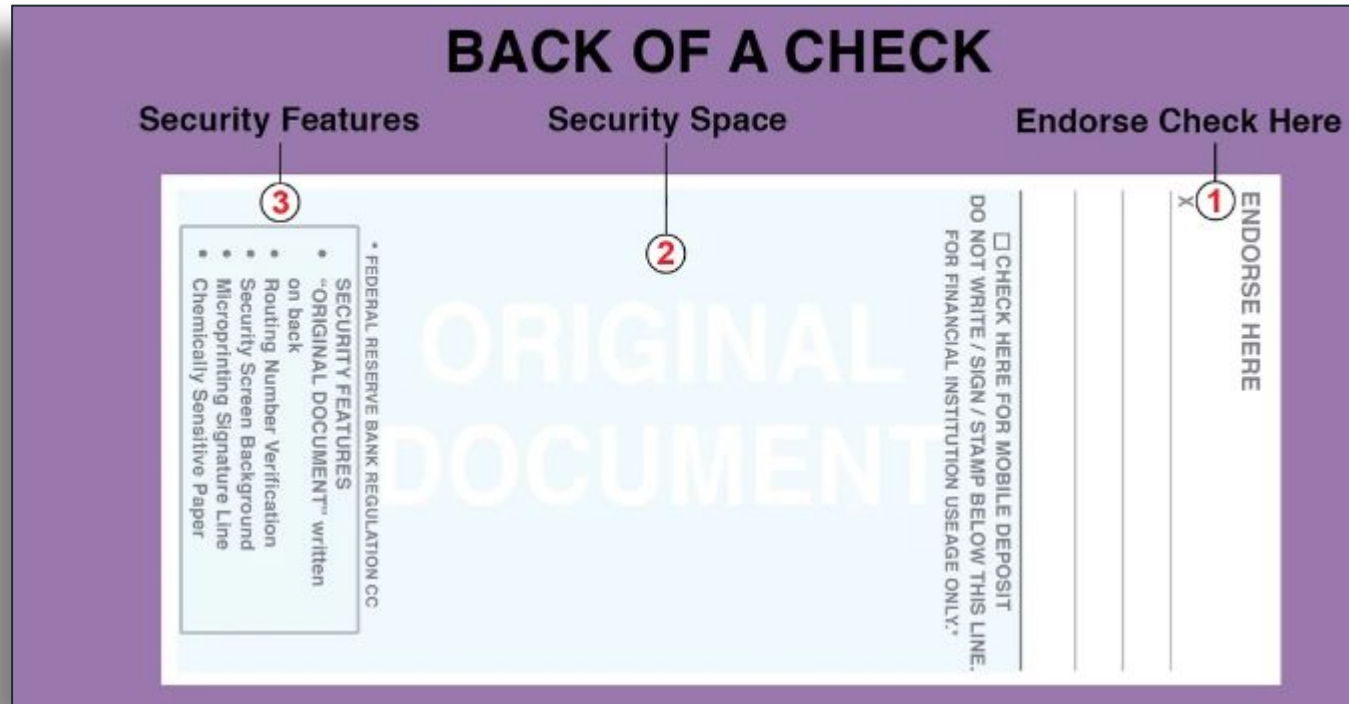 BACK OF A CHECK
Security Features
Security Space
Endorse Check Here
3
2
1
ENDORSE HERE
X
☐ CHECK HERE FOR MOBILE DEPOSIT
DO NOT WRITE / SIGN / STAMP BELOW THIS LINE.
FOR FINANCIAL INSTITUTION USEAGE ONLY.*
ORIGINAL
DOCUMENT
* FEDERAL RESERVE BANK REGULATION CC
SECURITY FEATURES
• "ORIGINAL DOCUMENT" written
on back
• Routing Number Verification
• Security Screen Background
• Microprinting Signature Line
• Chemically Sensitive Paper